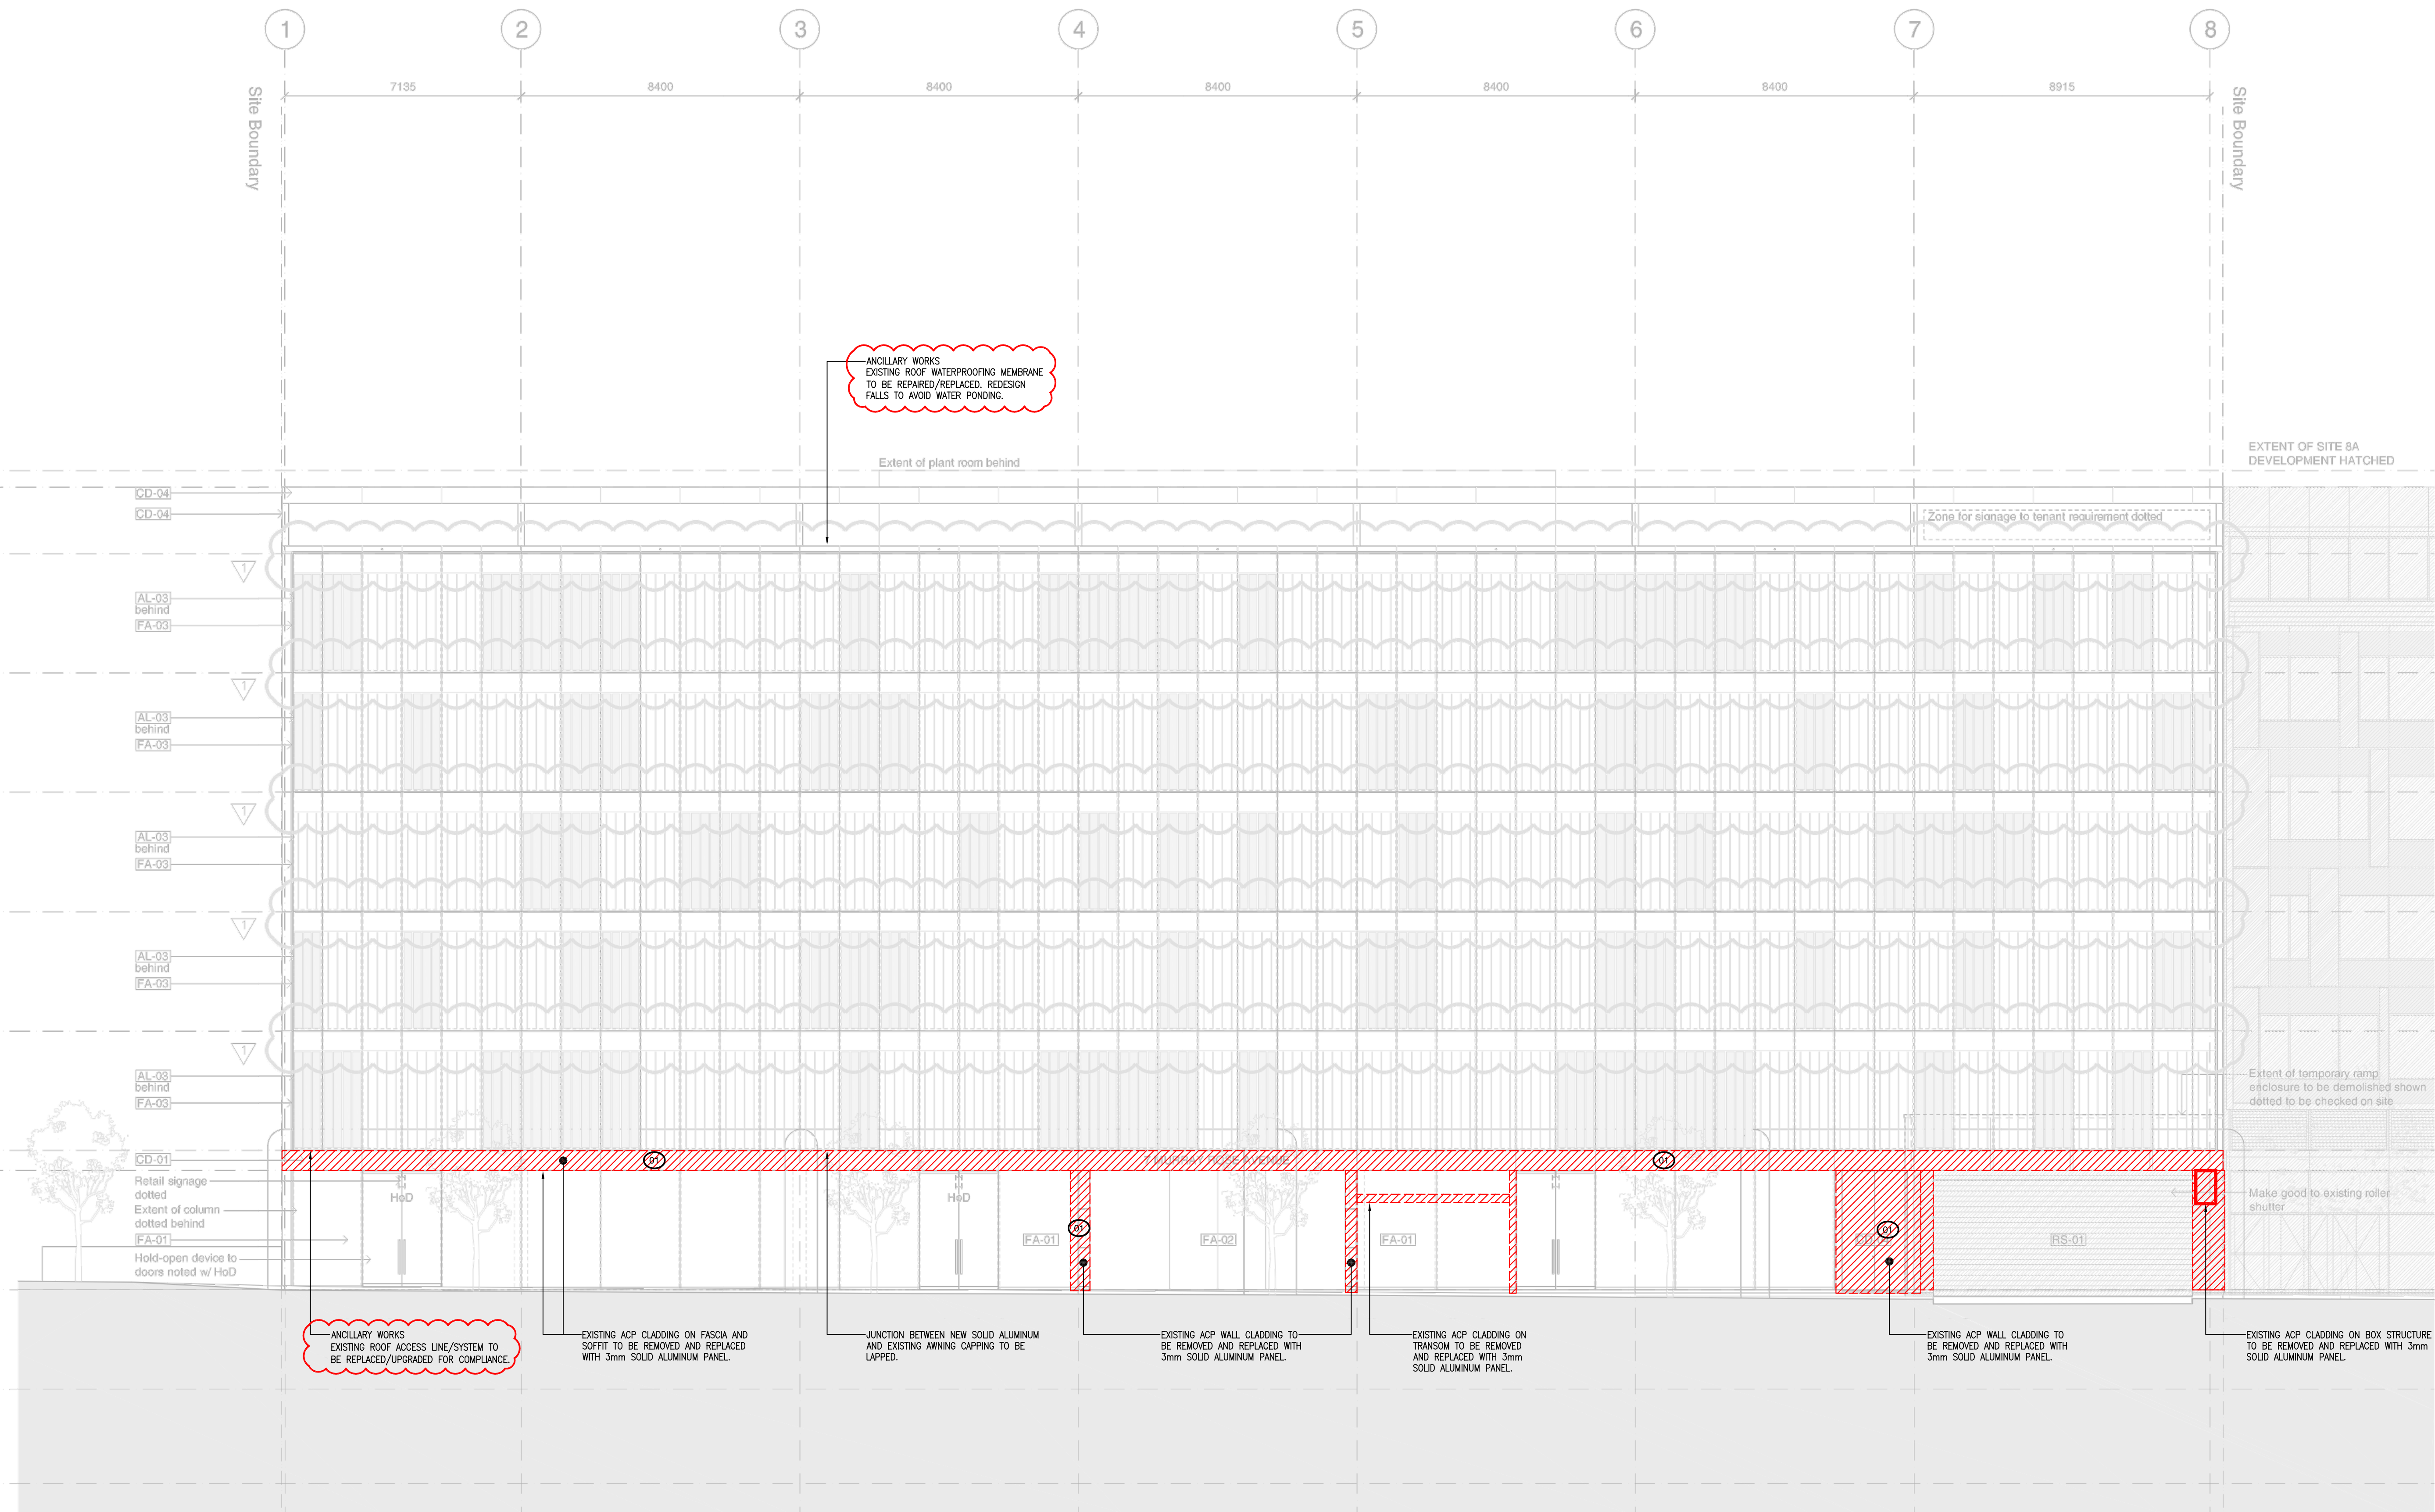 1
2
3
4
5
6
7
8
Site Boundary
7135
8400
8400
8400
8400
8400
8915
Site Boundary
ANCILLARY WORKS
EXISTING ROOF WATERPROOFING MEMBRANE
TO BE REPAIRED/REPLACED. REDESIGN
FALLS TO AVOID WATER PONDING.
Extent of plant room behind
EXTENT OF SITE 8A
DEVELOPMENT HATCHED
CD-04
CD-04
Zone for signage to tenant requirement dotted
1
AL-03
behind
FA-03
1
AL-03
behind
FA-03
1
AL-03
behind
FA-03
1
AL-03
behind
FA-03
1
AL-03
behind
FA-03
Extent of temporary ramp
enclosure to be demolished shown
dotted to be checked on site
CD-01
01
7 MURRAY ROSE AVENUE
01
Retail signage
dotted
HoD
HoD
Extent of column
dotted behind
Make good to existing roller
shutter
FA-01
01
FA-01
FA-02
FA-01
01
RS-01
Hold-open device to
doors noted w/ HoD
ANCILLARY WORKS
EXISTING ROOF ACCESS LINE/SYSTEM TO
BE REPLACED/UPGRADED FOR COMPLIANCE.
EXISTING ACP CLADDING ON FASCIA AND
SOFFIT TO BE REMOVED AND REPLACED
WITH 3mm SOLID ALUMINUM PANEL.
JUNCTION BETWEEN NEW SOLID ALUMINUM
AND EXISTING AWNING CAPPING TO BE
LAPPED.
EXISTING ACP WALL CLADDING TO
BE REMOVED AND REPLACED WITH
3mm SOLID ALUMINUM PANEL.
EXISTING ACP CLADDING ON
TRANSOM TO BE REMOVED
AND REPLACED WITH 3mm
SOLID ALUMINUM PANEL.
EXISTING ACP WALL CLADDING TO
BE REMOVED AND REPLACED WITH
3mm SOLID ALUMINUM PANEL.
EXISTING ACP CLADDING ON BOX STRUCTURE
TO BE REMOVED AND REPLACED WITH 3mm
SOLID ALUMINUM PANEL.